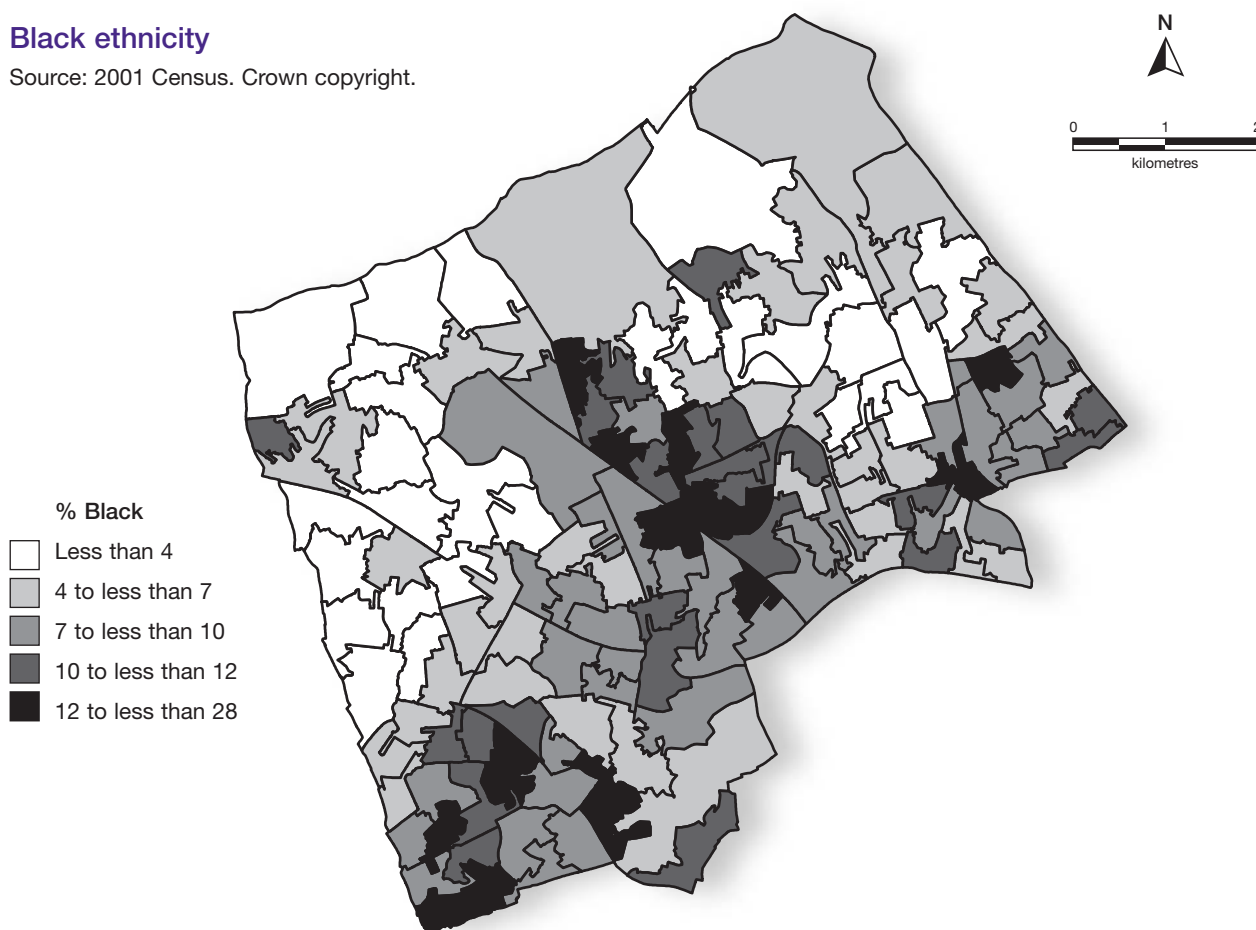 Black ethnicity
Source: 2001 Census. Crown copyright.
N
0 1 2
kilometres
% Black
Less than 4
4 to less than 7
7 to less than 10
10 to less than 12
12 to less than 28